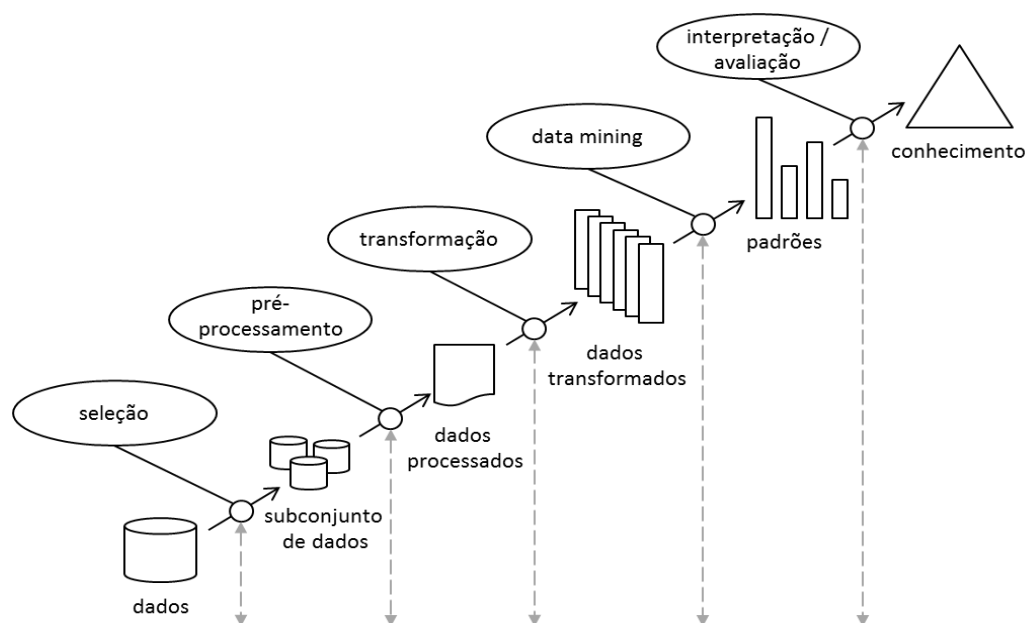 interpretação /
avaliação
data mining
conhecimento
transformação
padrões
pré-
processamento
dados
transformados
seleção
dados
processados
subconjunto
de dados
dados